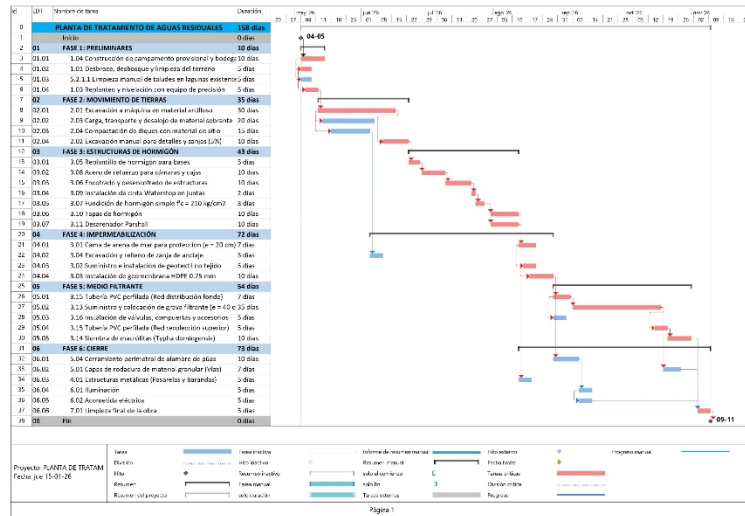 Id EDT Nombre de tarea Duración may '26 jun '26 jul '26 ago '26 sep '26 oct '26 nov '26
0 PLANTA DE TRATAMIENTO DE AGUAS RESIDUALES 158 días
1 Inicio 0 días 04-05
2 01 FASE 1: PRELIMINARES 10 días
3 01.01 1.04 Construcción de campamento provisional y bodega 10 días
4 01.02 1.01 Desbroce, desbosque y limpieza del terreno 5 días
5 01.03 5.2.1.1 Limpieza manual de taludes en lagunas existente 5 días
6 01.04 1.03 Replanteo y nivelación con equipo de precisión 5 días
7 02 FASE 2: MOVIMIENTO DE TIERRAS 35 días
8 02.01 2.01 Excavación a máquina en material arcilloso 30 días
9 02.02 2.03 Carga, transporte y desalojo de material sobrante 20 días
10 02.03 2.04 Compactación de diques con material de sitio 15 días
11 02.04 2.02 Excavación manual para detalles y zanjas (5%) 10 días
12 03 FASE 3: ESTRUCTURAS DE HORMIGÓN 43 días
13 03.01 3.05 Replantillo de hormigón para bases 5 días
14 03.02 3.08 Acero de refuerzo para cámaras y cajas 10 días
15 03.03 3.06 Encofrado y desencofrado de estructuras 10 días
16 03.04 3.09 Instalación de cinta Waterstop en juntas 2 días
17 03.05 3.07 Fundición de hormigón simple f'c = 210 kg/cm2 3 días
18 03.06 3.10 Tapas de hormigón 10 días
19 03.07 3.11 Desarenador Parshall 10 días
20 04 FASE 4: IMPERMEABILIZACIÓN 72 días
21 04.01 3.01 Cama de arena de mar para protección (e = 20 cm) 7 días
22 04.02 3.04 Excavación y relleno de zanja de anclaje 5 días
23 04.03 3.02 Suministro e instalación de geotextil no tejido 5 días
24 04.04 3.03 Instalación de geomembrana HDPE 0.75 mm 10 días
25 05 FASE 5: MEDIO FILTRANTE 54 días
26 05.01 3.15 Tubería PVC perfilada (Red distribución fondo) 7 días
27 05.02 3.13 Suministro y colocación de grava filtrante (e = 40 c 35 días
28 05.03 3.16 Instalación de válvulas, compuertas y accesorios 5 días
29 05.04 3.15 Tubería PVC perfilada (Red recolección superior) 5 días
30 05.05 3.14 Siembra de macrófitas (Typha domingensis) 10 días
31 06 FASE 6: CIERRE 73 días
32 06.01 5.04 Cerramiento perimetral de alambre de púas 10 días
33 06.02 5.01 Capas de rodadura de material granular (Vías) 7 días
34 06.03 4.01 Estructuras metálicas (Pasarelas y barandas) 5 días
35 06.04 6.01 Iluminación 5 días
36 06.05 6.02 Acometida eléctrica 5 días
37 06.06 7.01 Limpieza final de la obra 5 días
38 08 Fin 0 días 09-11
Proyecto: PLANTA DE TRATAM
Fecha: jue 15-01-26
Tarea Tarea inactiva Informe de resumen manual Hito externo Progreso manual
División Hito inactivo Resumen manual Fecha límite
Hito Resumen inactivo solo el comienzo Tareas críticas
Resumen Tarea manual solo fin División crítica
Resumen del proyecto solo duración Tareas externas Progreso
Página 1